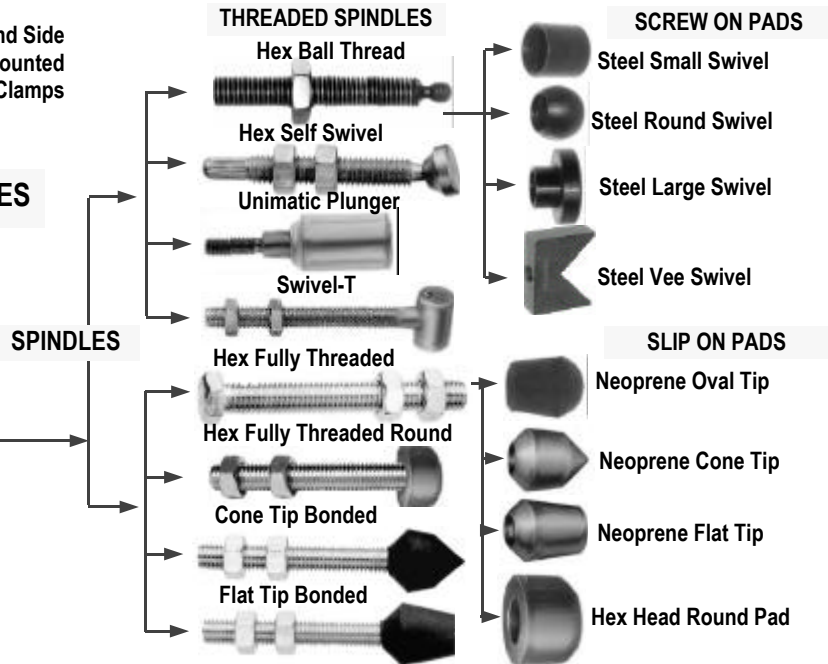 nd Side
ounted
Clamps
ES
SPINDLES
THREADED SPINDLES
Hex Ball Thread
Hex Self Swivel
Unimatic Plunger
Swivel-T
Hex Fully Threaded
Hex Fully Threaded Round
Cone Tip Bonded
Flat Tip Bonded
SCREW ON PADS
Steel Small Swivel
Steel Round Swivel
Steel Large Swivel
Steel Vee Swivel
SLIP ON PADS
Neoprene Oval Tip
Neoprene Cone Tip
Neoprene Flat Tip
Hex Head Round Pad